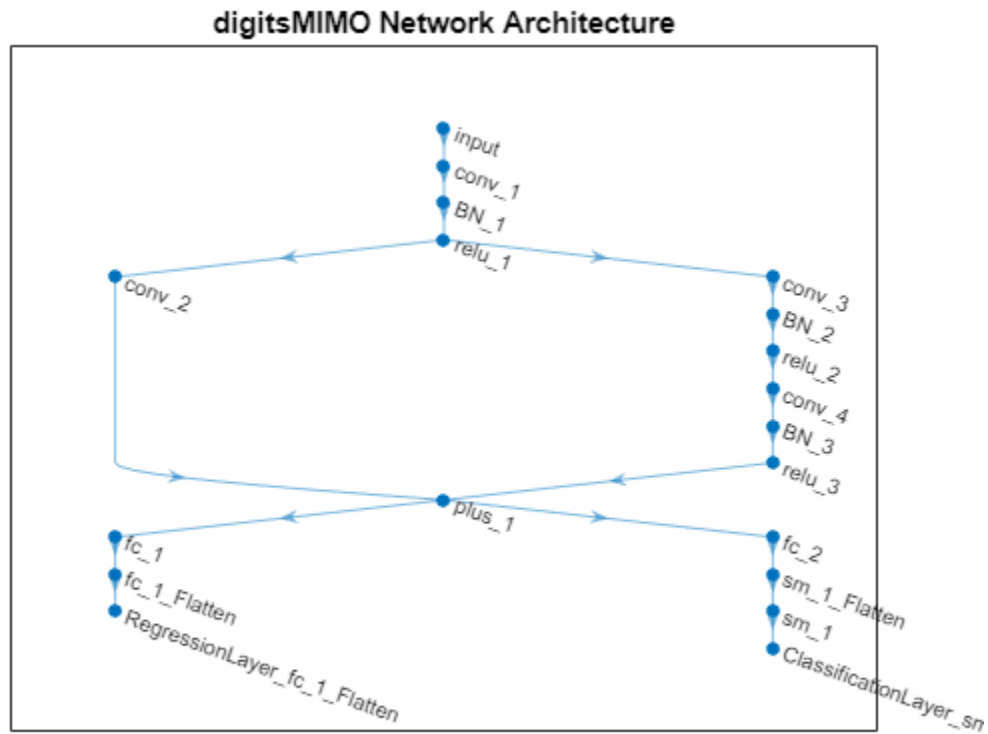 digitsMIMO Network Architecture
input
conv_1
BN_1
relu_1
conv_2
conv_3
BN_2
relu_2
conv_4
BN_3
relu_3
plus_1
fc_1
fc_1_Flatten
RegressionLayer_fc_1_Flatten
fc_2
sm_1_Flatten
sm_1
ClassificationLayer_sm